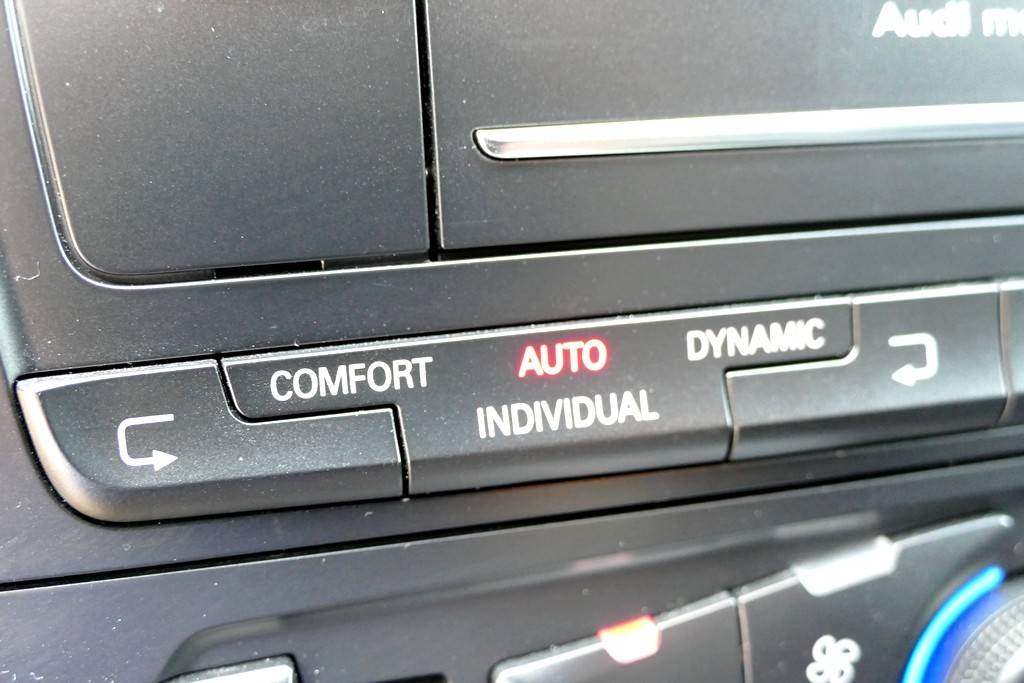 Audi
COMFORT AUTO DYNAMIC
INDIVIDUAL